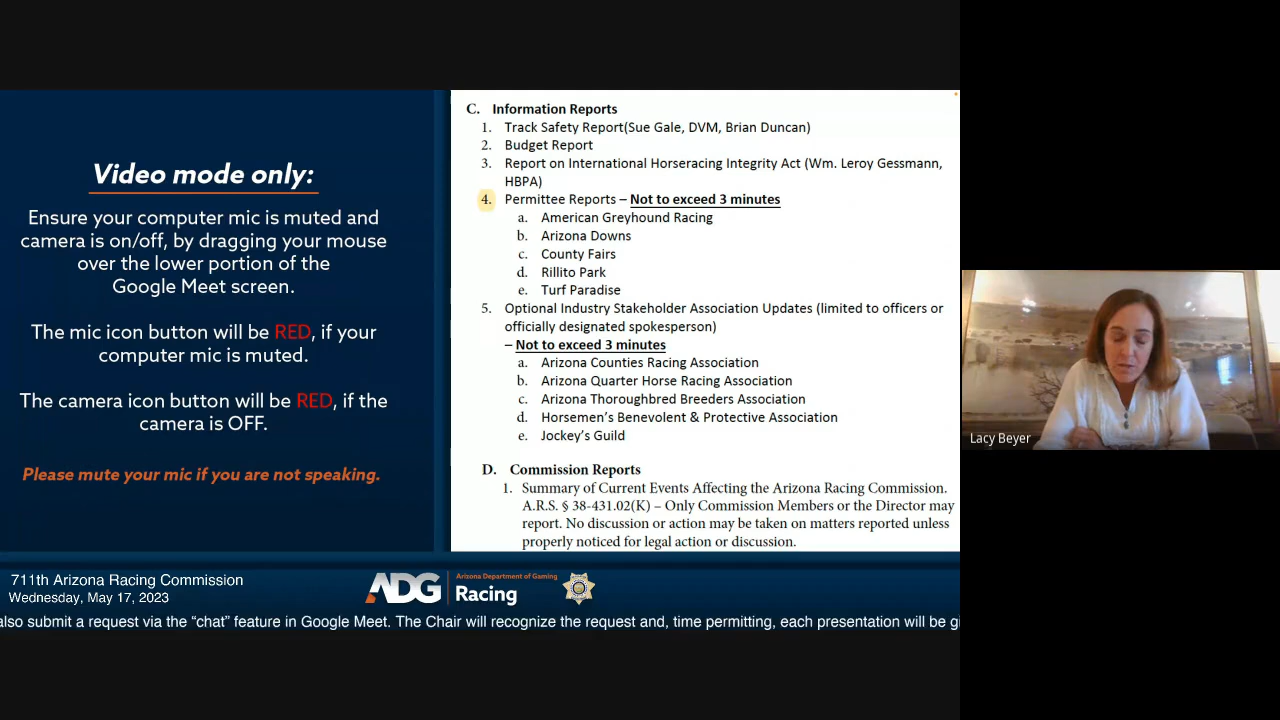 Video mode only:
Ensure your computer mic is muted and
camera is on/off, by dragging your mouse
over the lower portion of the
Google Meet screen.
The mic icon button will be RED, if your
computer mic is muted.
The camera icon button will be RED, if the
camera is OFF.
Please mute your mic if you are not speaking.
C. Information Reports
1. Track Safety Report(Sue Gale, DVM, Brian Duncan)
2. Budget Report
3. Report on International Horseracing Integrity Act (Wm. Leroy Gessmann,
HBPA)
4. Permittee Reports – Not to exceed 3 minutes
a. American Greyhound Racing
b. Arizona Downs
c. County Fairs
d. Rillito Park
e. Turf Paradise
5. Optional Industry Stakeholder Association Updates (limited to officers or
officially designated spokesperson)
– Not to exceed 3 minutes
a. Arizona Counties Racing Association
b. Arizona Quarter Horse Racing Association
c. Arizona Thoroughbred Breeders Association
d. Horsemen's Benevolent & Protective Association
e. Jockey's Guild
D. Commission Reports
1. Summary of Current Events Affecting the Arizona Racing Commission.
A.R.S. § 38-431.02(K) – Only Commission Members or the Director may
report. No discussion or action may be taken on matters reported unless
properly noticed for legal action or discussion.
Lacy Beyer
711th Arizona Racing Commission
Wednesday, May 17, 2023
ADG
Arizona Department of Gaming
Racing
also submit a request via the “chat” feature in Google Meet. The Chair will recognize the request and, time permitting, each presentation will be gi